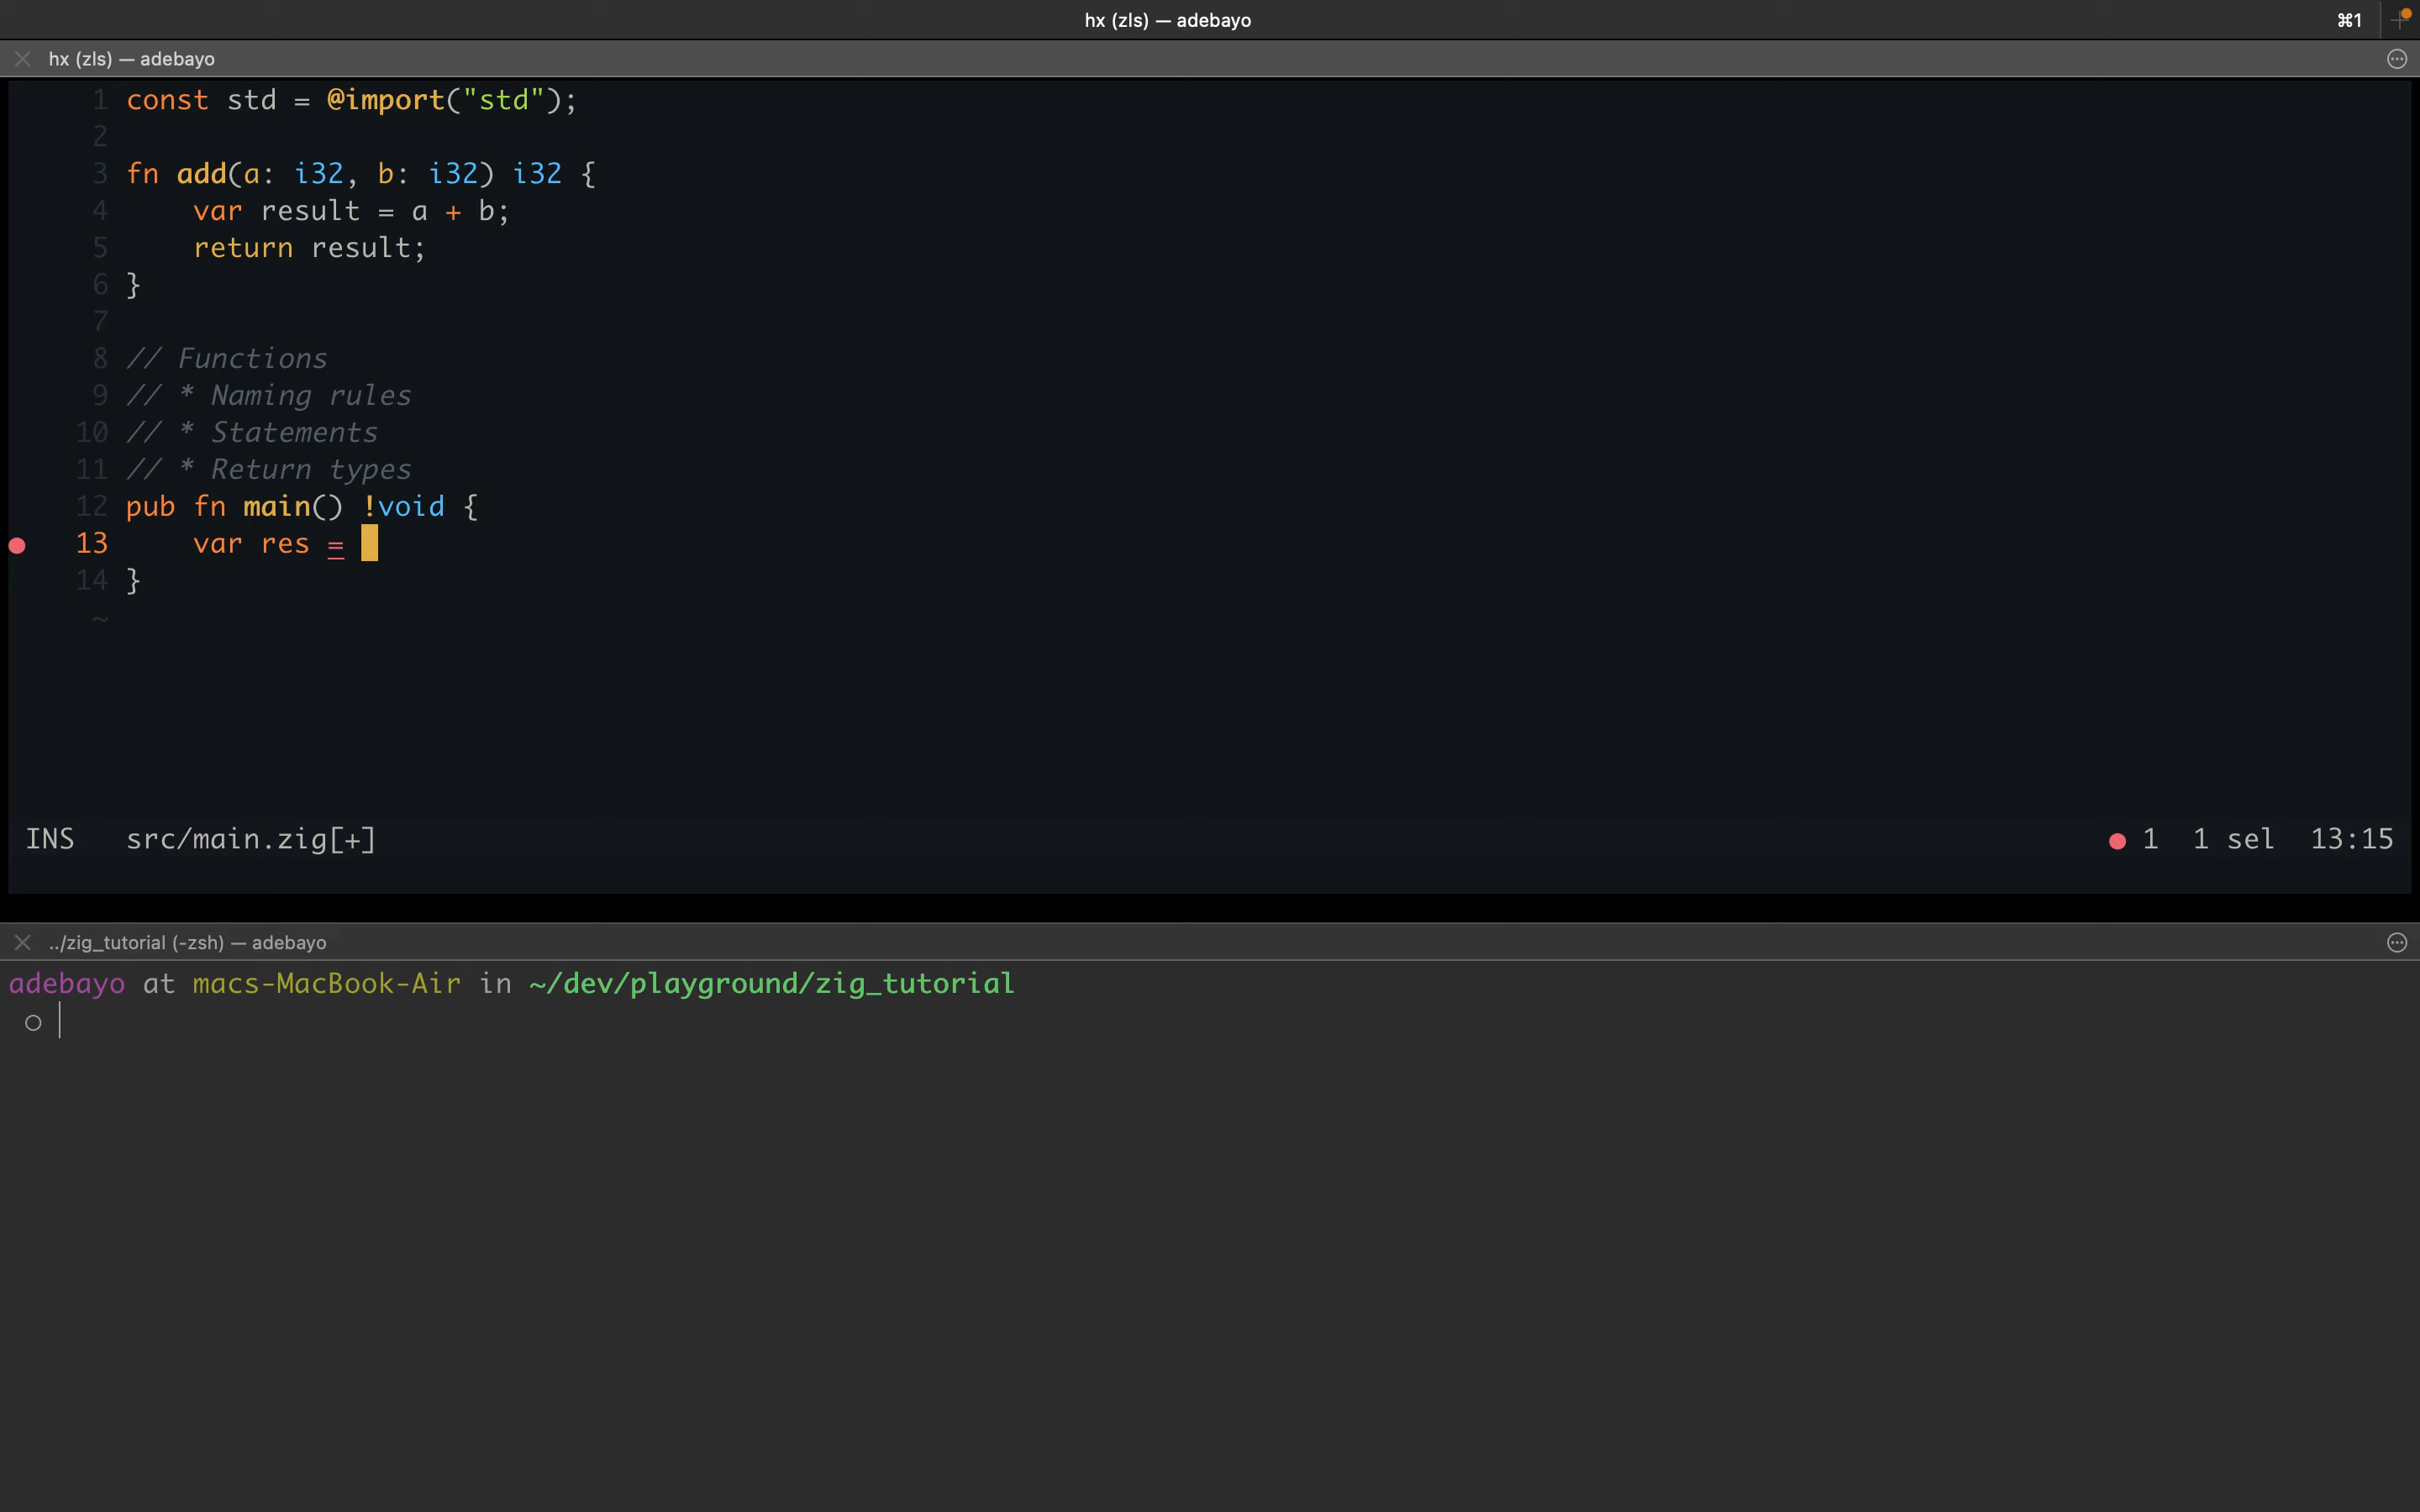 hx (zls) — adebayo ⌘1
hx (zls) — adebayo
1 const std = @import("std");
2
3 fn add(a: i32, b: i32) i32 {
4     var result = a + b;
5     return result;
6 }
7
8 // Functions
9 // * Naming rules
10 // * Statements
11 // * Return types
12 pub fn main() !void {
13     var res =
14 }
~
INS src/main.zig[+] 1 1 sel 13:15
../zig_tutorial (-zsh) — adebayo
adebayo at macs-MacBook-Air in ~/dev/playground/zig_tutorial